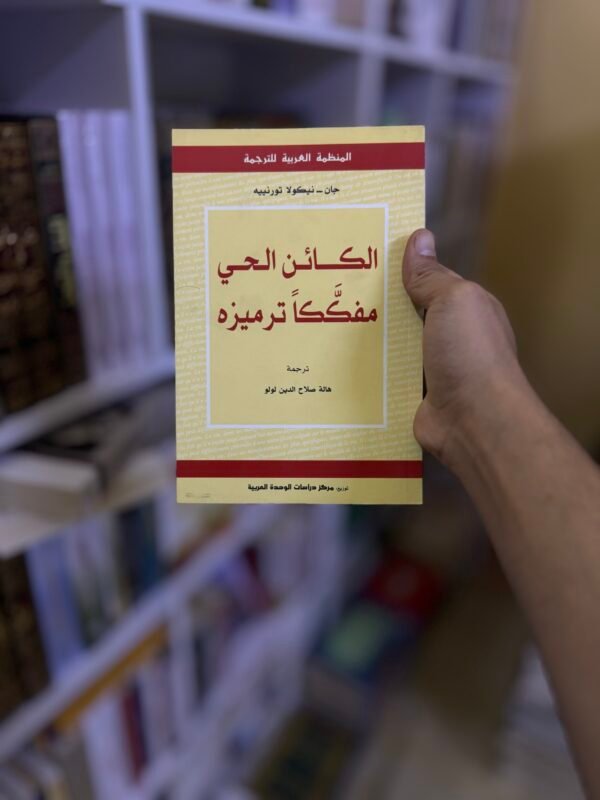 المنظمة العربية للترجمة
جان - نيكولا تورنييه
الكائن الحي
مفكَّكاً ترميزه
ترجمة
هالة صلاح الدين لولو
توزيع: مركز دراسات الوحدة العربية